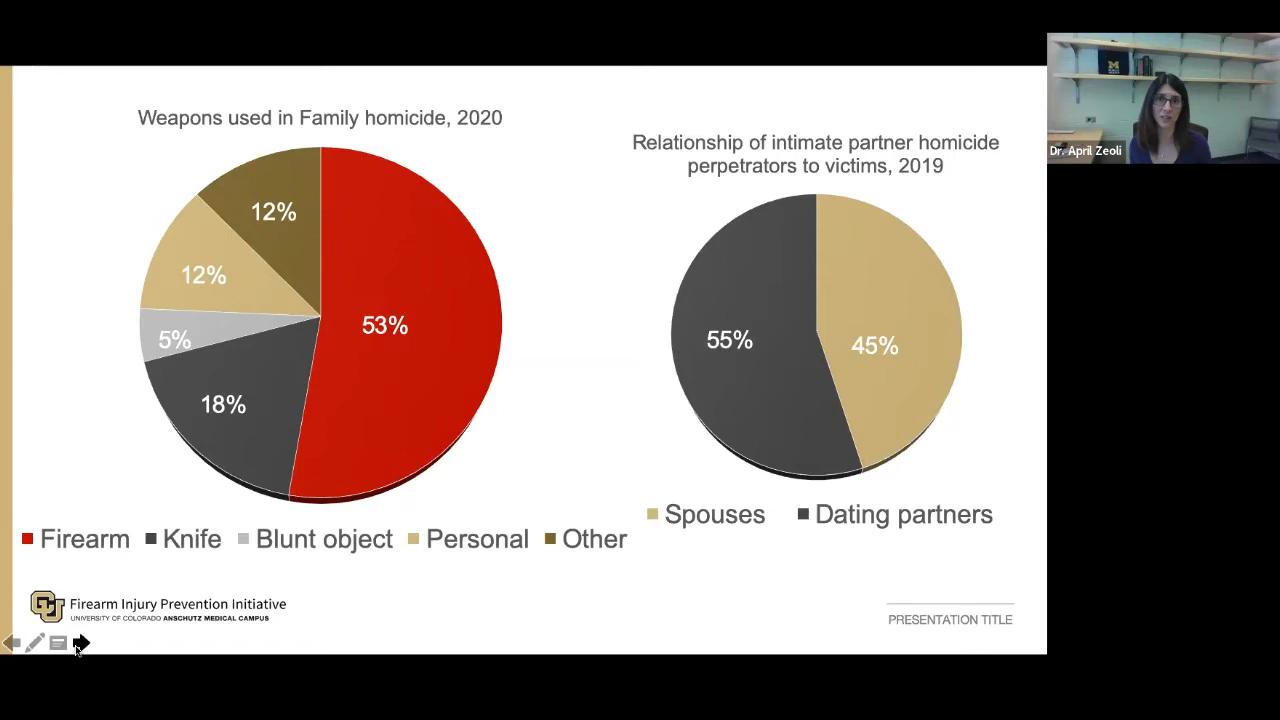 Weapons used in Family homicide, 2020
12%
12%
5%
18%
53%
Firearm Knife Blunt object Personal Other
Relationship of intimate partner homicide
perpetrators to victims, 2019
55%
45%
Spouses Dating partners
CU Firearm Injury Prevention Initiative
UNIVERSITY OF COLORADO ANSCHUTZ MEDICAL CAMPUS
PRESENTATION TITLE
M
Dr. April Zeoli